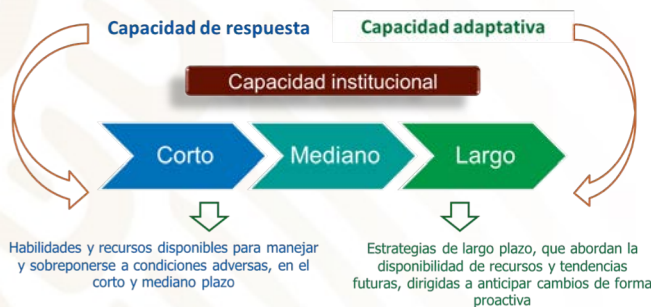 Capacidad de respuesta
Capacidad adaptativa
Capacidad institucional
Corto
Mediano
Largo
Habilidades y recursos disponibles para manejar
y sobreponerse a condiciones adversas, en el
corto y mediano plazo
Estrategias de largo plazo, que abordan la
disponibilidad de recursos y tendencias
futuras, dirigidas a anticipar cambios de forma
proactiva